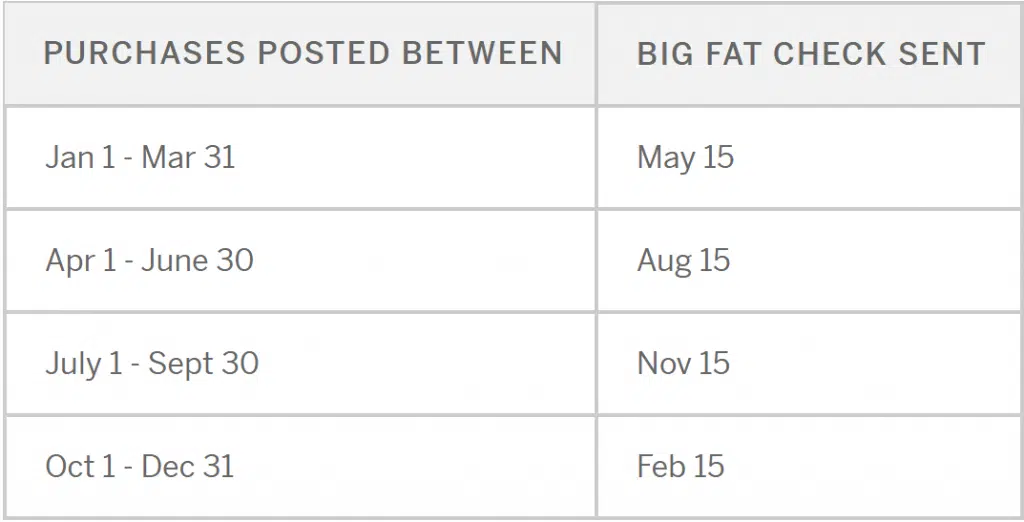 PURCHASES POSTED BETWEEN BIG FAT CHECK SENT
Jan 1 - Mar 31 May 15
Apr 1 - June 30 Aug 15
July 1 - Sept 30 Nov 15
Oct 1 - Dec 31 Feb 15